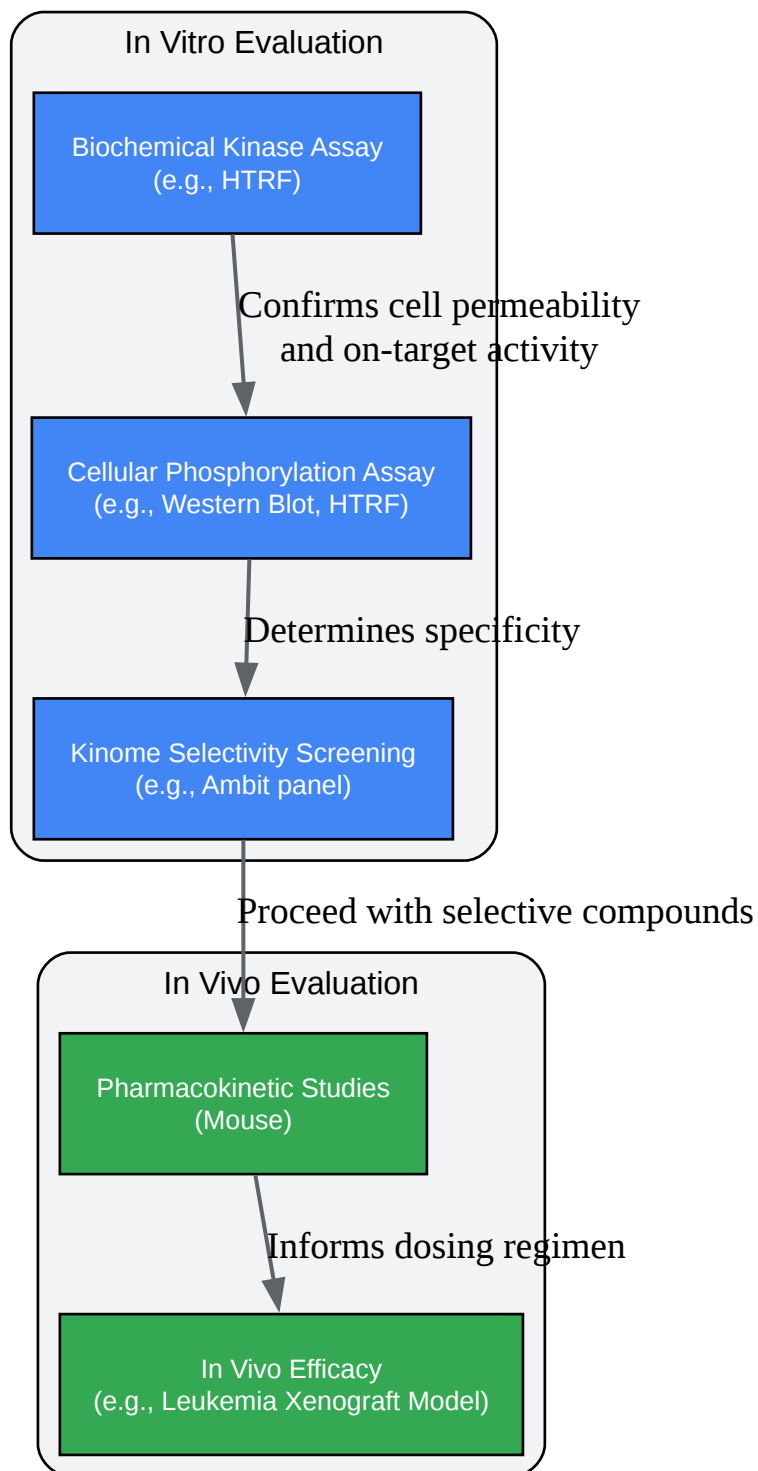 In Vitro Evaluation
Biochemical Kinase Assay
(e.g., HTRF)
Confirms cell permeability
and on-target activity
Cellular Phosphorylation Assay
(e.g., Western Blot, HTRF)
Determines specificity
Kinome Selectivity Screening
(e.g., Ambit panel)
Proceed with selective compounds
In Vivo Evaluation
Pharmacokinetic Studies
(Mouse)
Informs dosing regimen
In Vivo Efficacy
(e.g., Leukemia Xenograft Model)